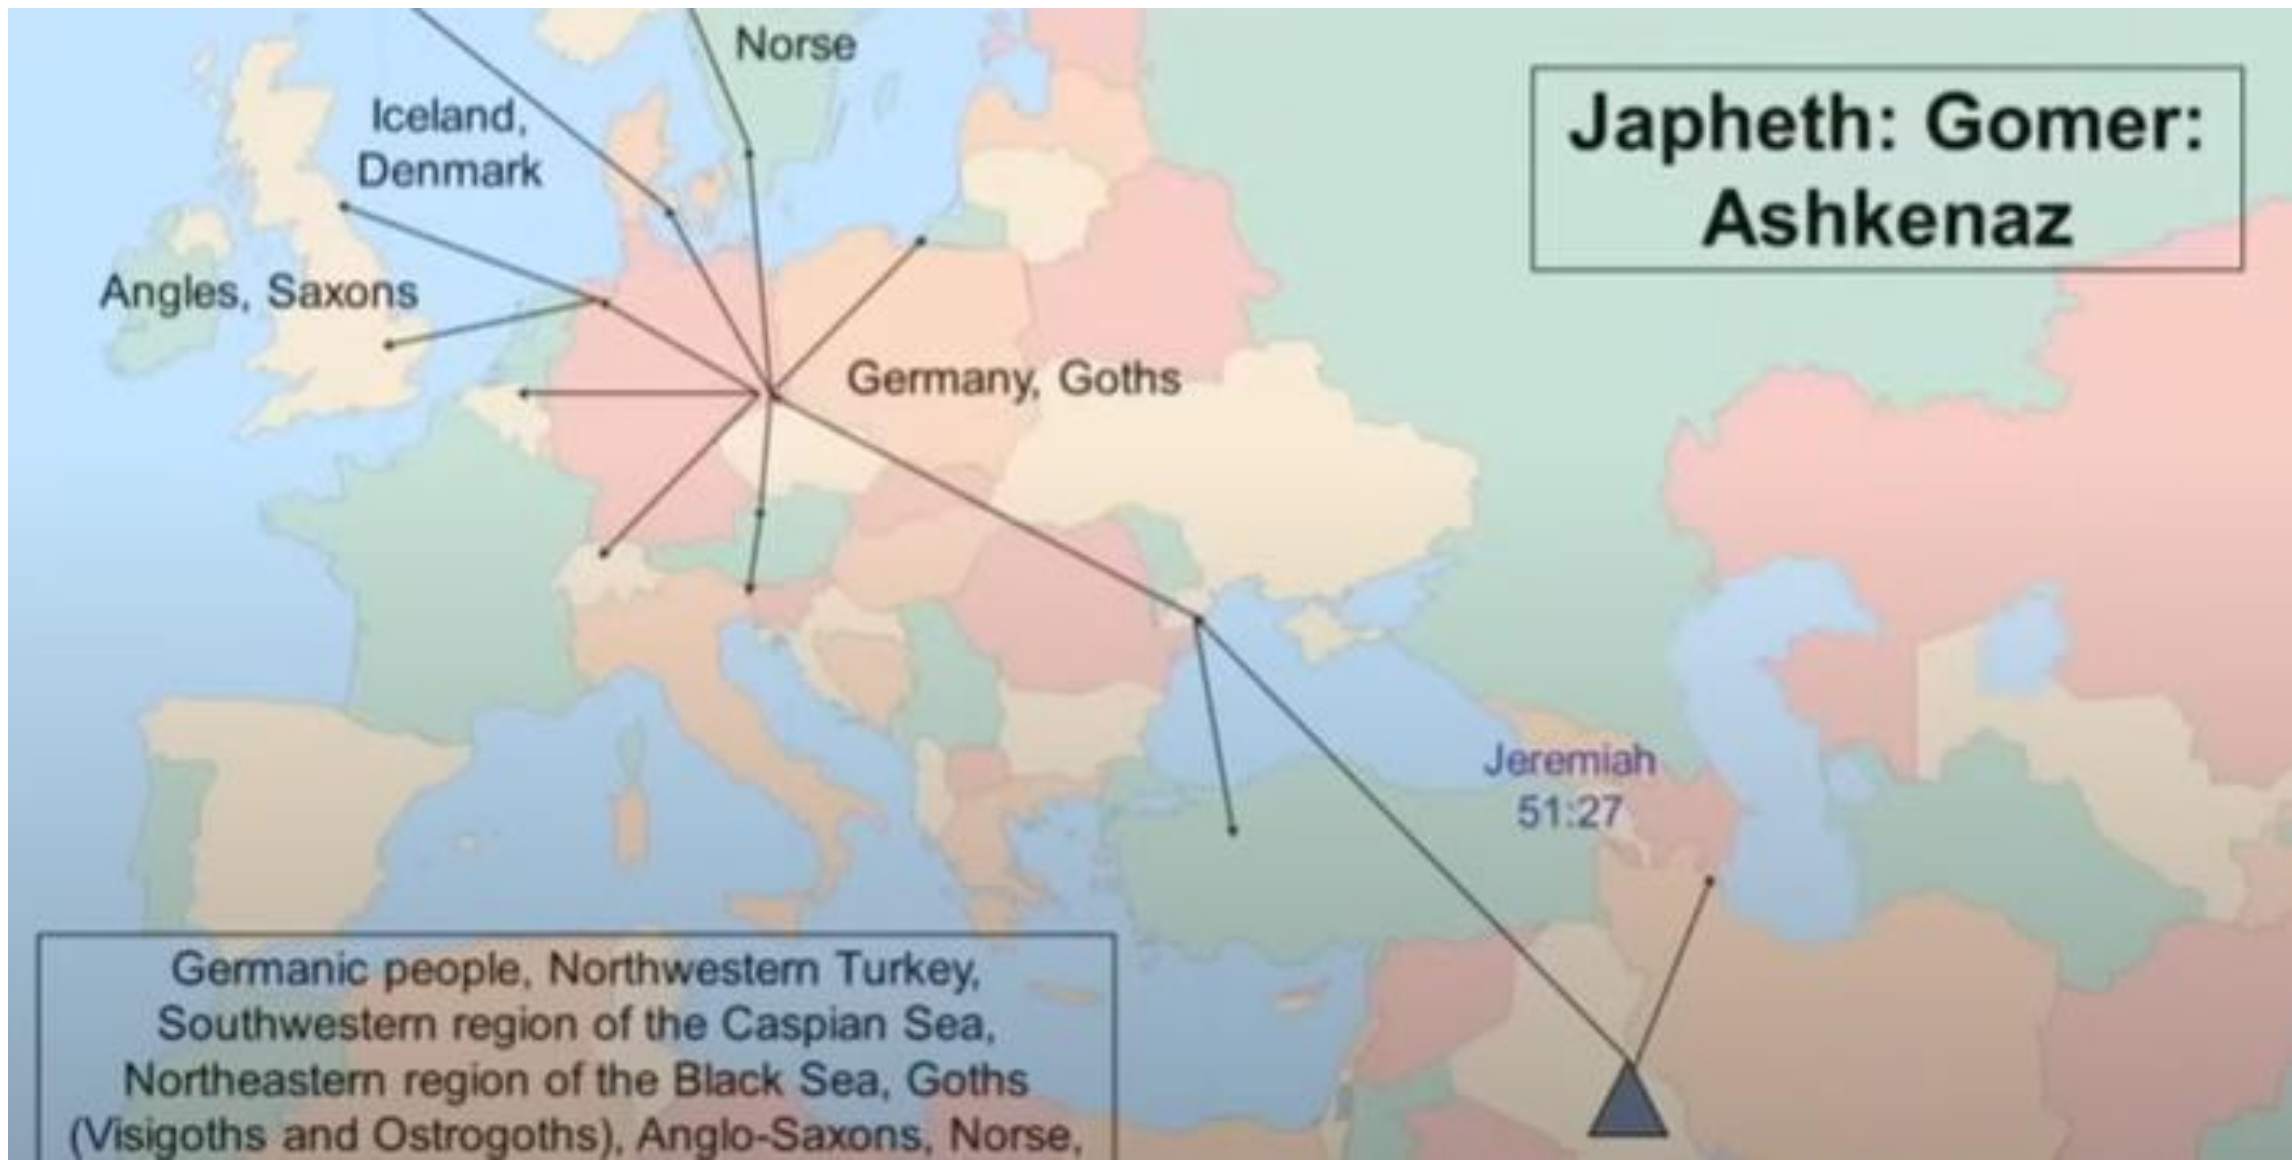 Norse
Japheth: Gomer:
Ashkenaz
Iceland,
Denmark
Angles, Saxons
Germany, Goths
Jeremiah
51:27
Germanic people, Northwestern Turkey,
Southwestern region of the Caspian Sea,
Northeastern region of the Black Sea, Goths
(Visigoths and Ostrogoths), Anglo-Saxons, Norse,